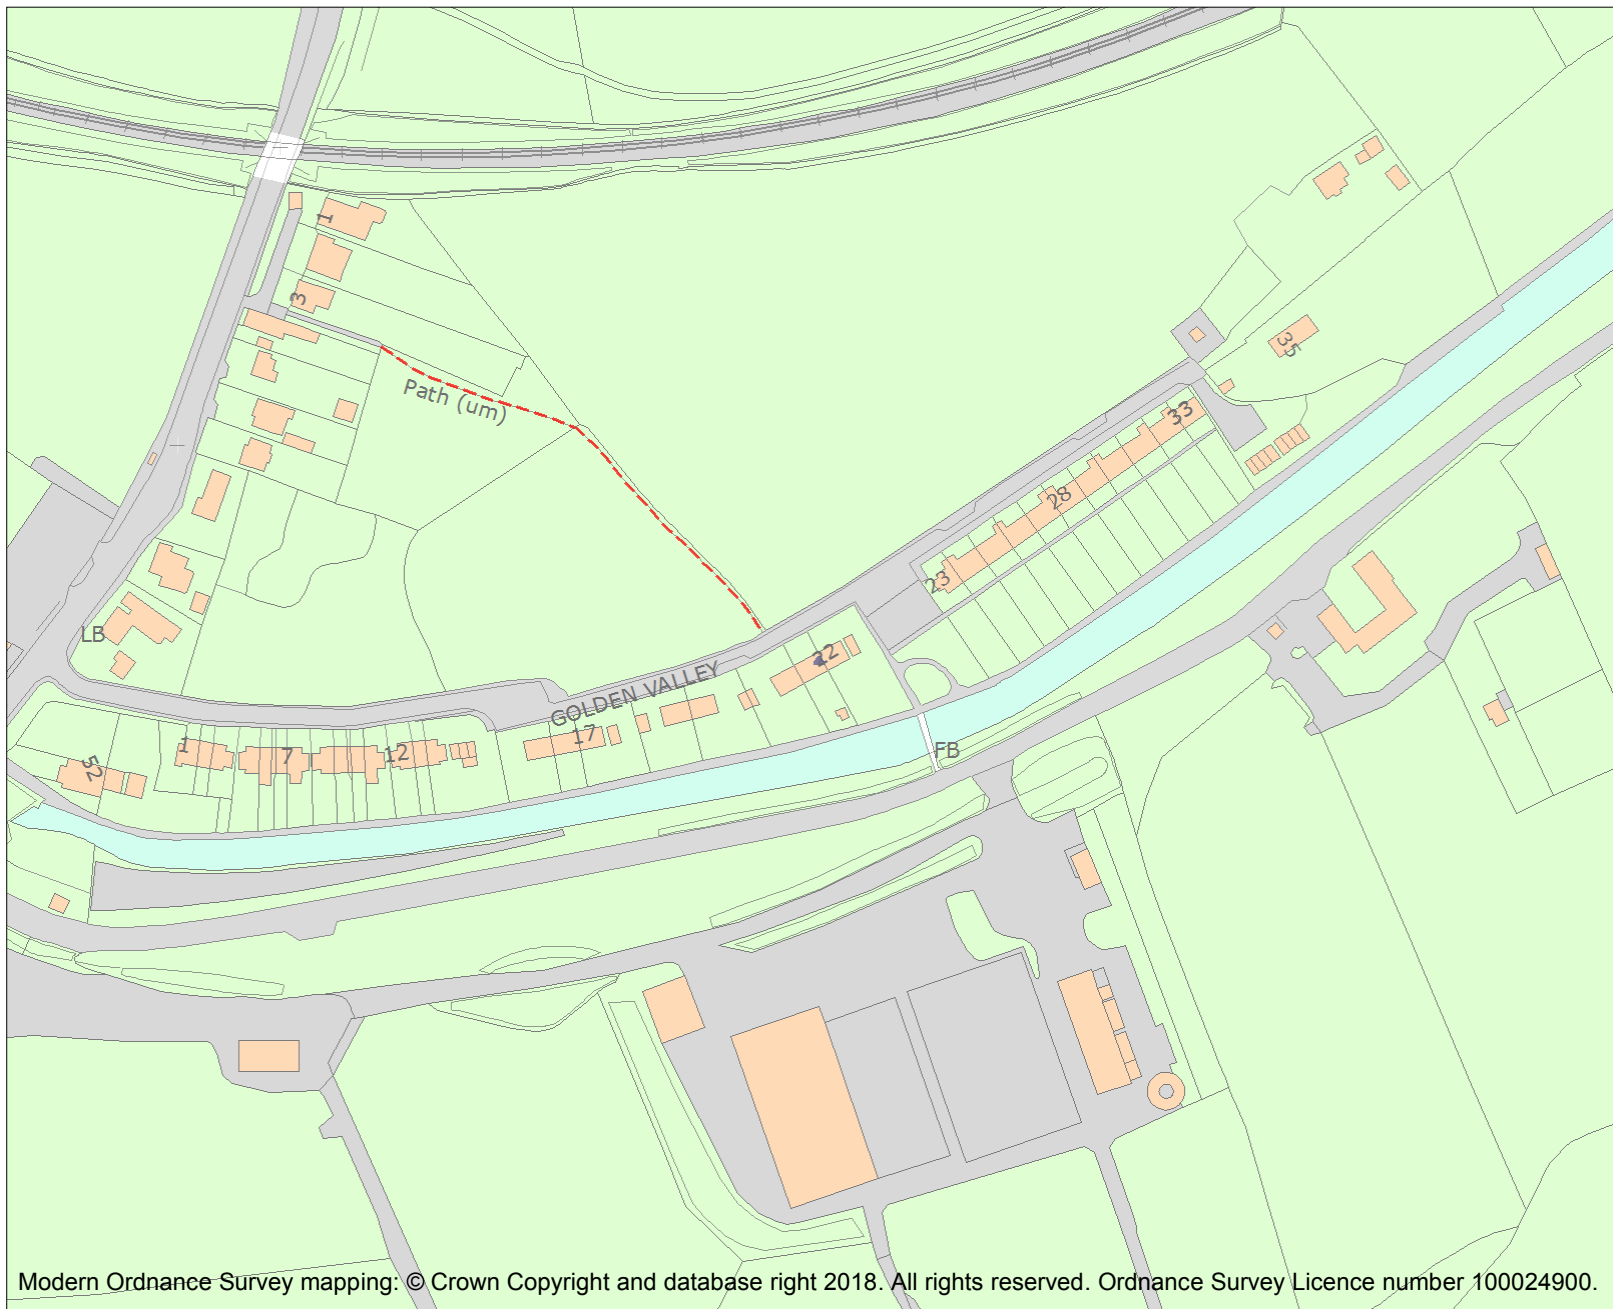 1
3
Path (um)
35
33
28
23
LB
22
GOLDEN VALLEY
17
1
7
12
52
FB
Modern Ordnance Survey mapping: © Crown Copyright and database right 2018. All rights reserved. Ordnance Survey Licence number 100024900.